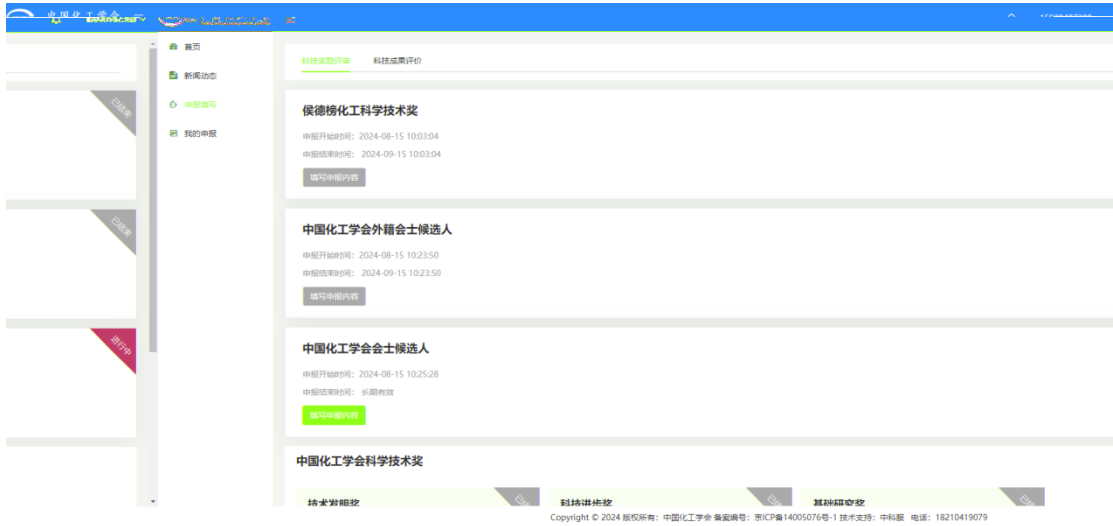 中国化工学会
首页
新闻动态
申报填写
我的申报
科技奖励评审
科技成果评价
已结束
侯德榜化工科学技术奖
申报开始时间：2024-08-15 10:03:04
申报结束时间： 2024-09-15 10:03:04
填写申报内容
已结束
中国化工学会外籍会士候选人
申报开始时间：2024-08-15 10:23:50
申报结束时间： 2024-09-15 10:23:50
填写申报内容
进行中
中国化工学会会士候选人
申报开始时间：2024-08-15 10:25:28
申报结束时间： 长期有效
填写申报内容
中国化工学会科学技术奖
技术发明奖
科技进步奖
基础研究奖
Copyright © 2024 版权所有：中国化工学会 备案编号：京ICP备14005076号-1 技术支持：中科服 电话：18210419079